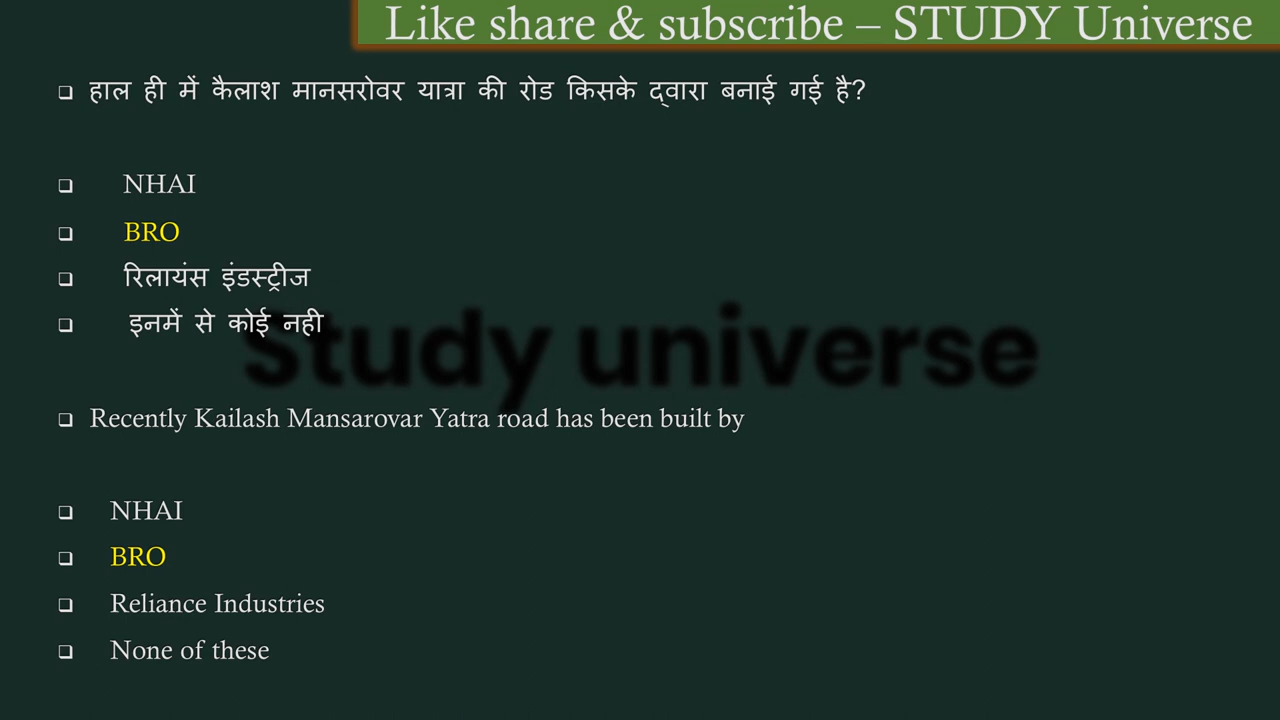 Like share & subscribe – STUDY Universe
हाल ही में कैलाश मानसरोवर यात्रा की रोड किसके द्वारा बनाई गई है?
NHAI
BRO
रिलायंस इंडस्ट्रीज
इनमें से कोई नही
Study universe
Recently Kailash Mansarovar Yatra road has been built by
NHAI
BRO
Reliance Industries
None of these